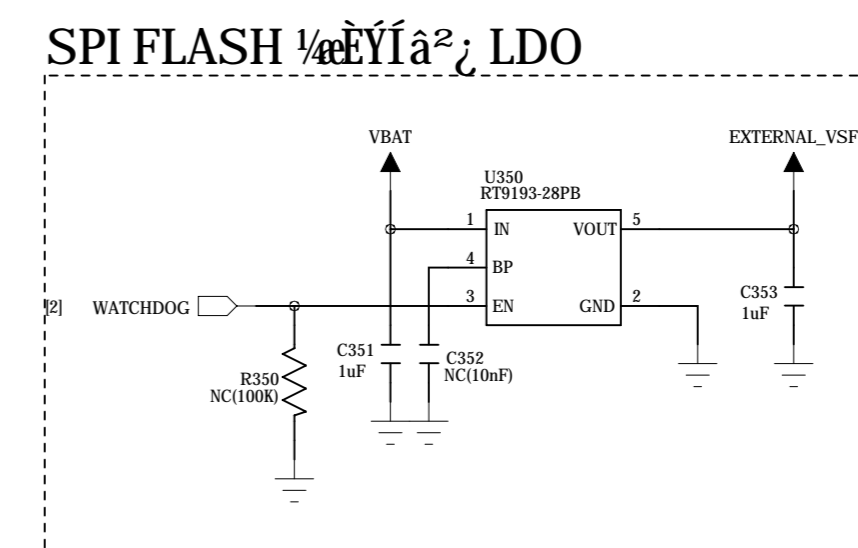 SPI FLASH ¼æÈÝÍâ²¿ LDO
VBAT
EXTERNAL_VSF
U350
RT9193-28PB
1
IN
VOUT
5
4
BP
[2]
WATCHDOG
3
EN
GND
2
C353
1uF
C351
1uF
C352
NC(10nF)
R350
NC(100K)